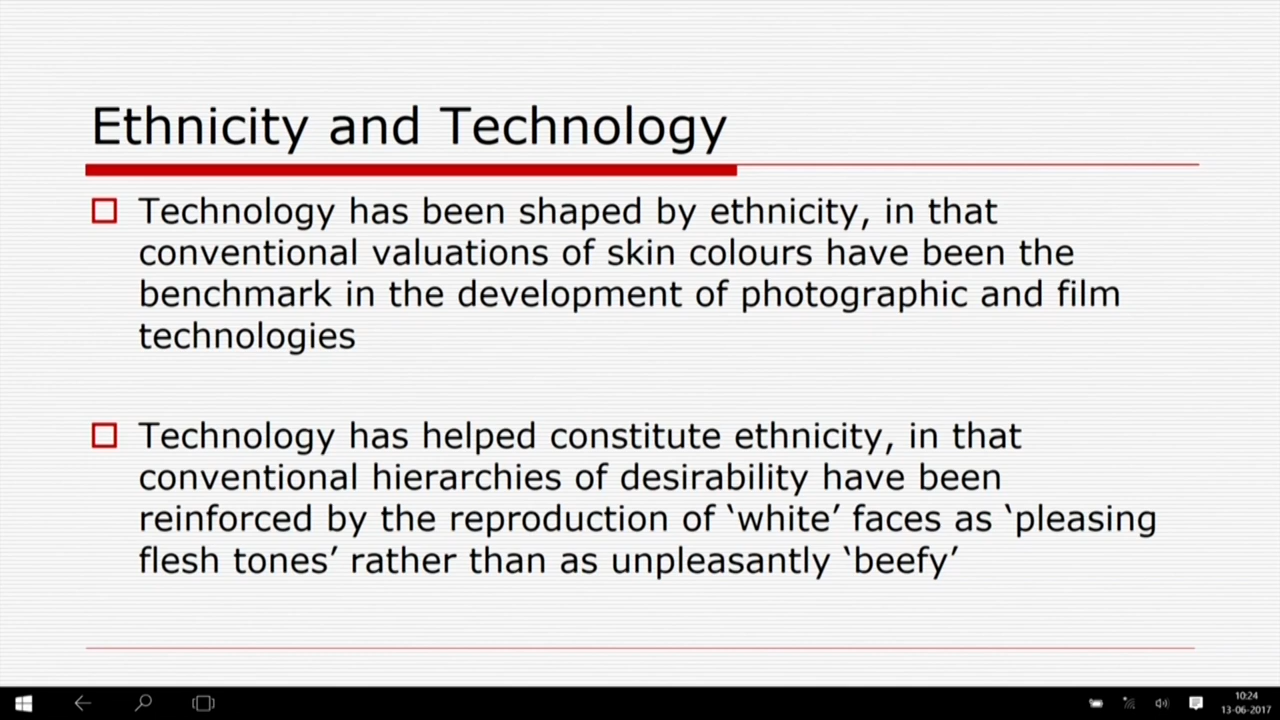 Ethnicity and Technology
Technology has been shaped by ethnicity, in that
conventional valuations of skin colours have been the
benchmark in the development of photographic and film
technologies
Technology has helped constitute ethnicity, in that
conventional hierarchies of desirability have been
reinforced by the reproduction of ‘white’ faces as ‘pleasing
flesh tones’ rather than as unpleasantly ‘beefy’
10:24
13-06-2017